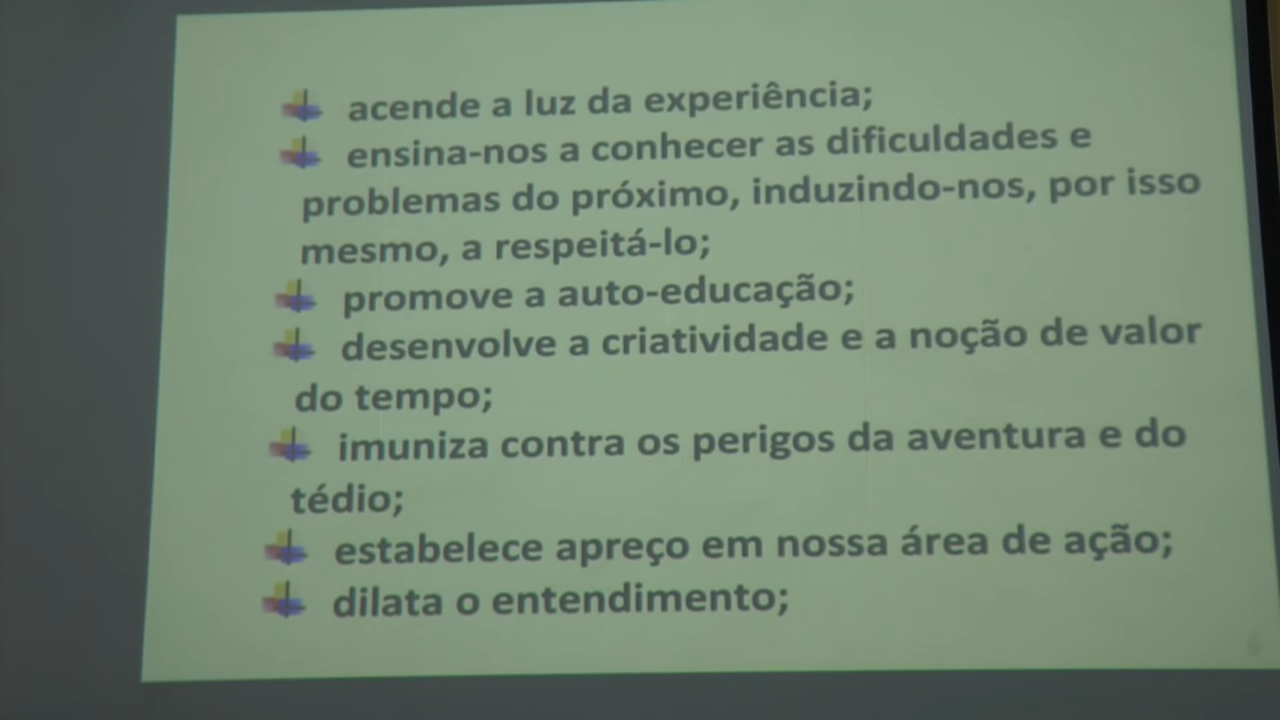 acende a luz da experiência;
ensina-nos a conhecer as dificuldades e
problemas do próximo, induzindo-nos, por isso
mesmo, a respeitá-lo;
promove a auto-educação;
desenvolve a criatividade e a noção de valor
do tempo;
imuniza contra os perigos da aventura e do
tédio;
estabelece apreço em nossa área de ação;
dilata o entendimento;